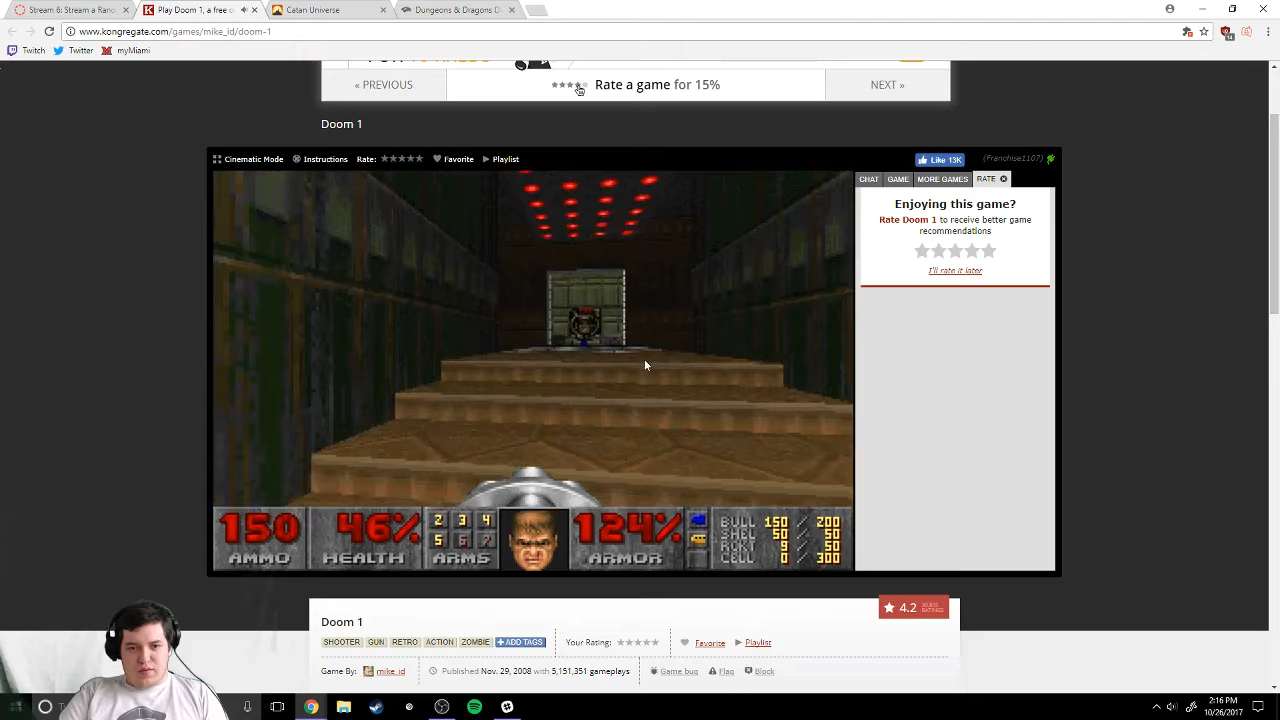 Stream 6: Stream a Ran
Play Doom 1, a free o
Catan Universe
Dungeons & Dragons D
www.kongregate.com/games/mike_id/doom-1
14
Twitch
Twitter
myMiami
« PREVIOUS
Rate a game for 15%
NEXT »
Doom 1
Cinematic Mode
Instructions
Rate:
Favorite
Playlist
Like 13K
(Franchise1107)
CHAT
GAME
MORE GAMES
RATE
Enjoying this game?
Rate Doom 1 to receive better game
recommendations
I'll rate it later
150
AMMO
46%
HEALTH
2 3 4
5 6 7
ARMS
124%
ARMOR
BULL 150 / 200
SHEL 50 / 50
RCKT 9 / 50
CELL 0 / 300
Doom 1
4.2
RATINGS
SHOOTER
GUN
RETRO
ACTION
ZOMBIE
+ ADD TAGS
Your Rating:
Favorite
Playlist
Game By:
mike_id
Published Nov. 29, 2008 with 5,151,351 gameplays
Game bug
Flag
Block
2:16 PM
10/26/2017